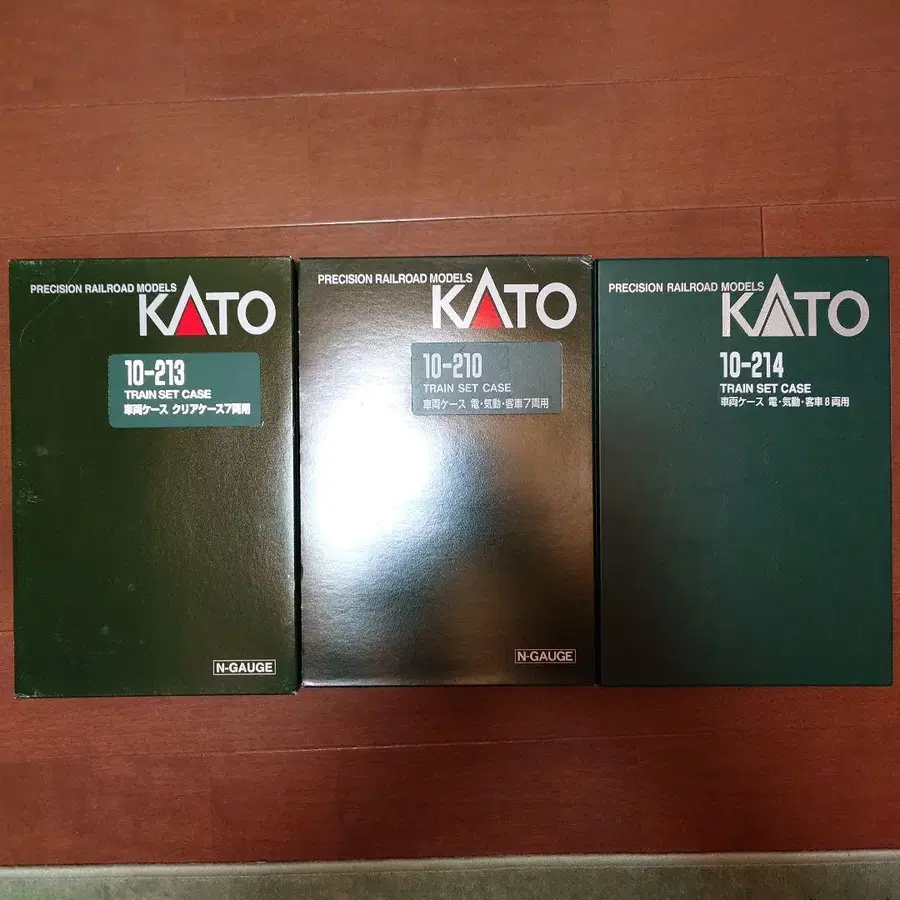 PRECISION RAILROAD MODELS
KATO
10-213
TRAIN SET CASE
車両ケース クリアケース7両用
N-GAUGE
PRECISION RAILROAD MODELS
KATO
10-210
TRAIN SET CASE
車両ケース 電・気動・客車7両用
N-GAUGE
PRECISION RAILROAD MODELS
KATO
10-214
TRAIN SET CASE
車両ケース 電・気動・客車8両用